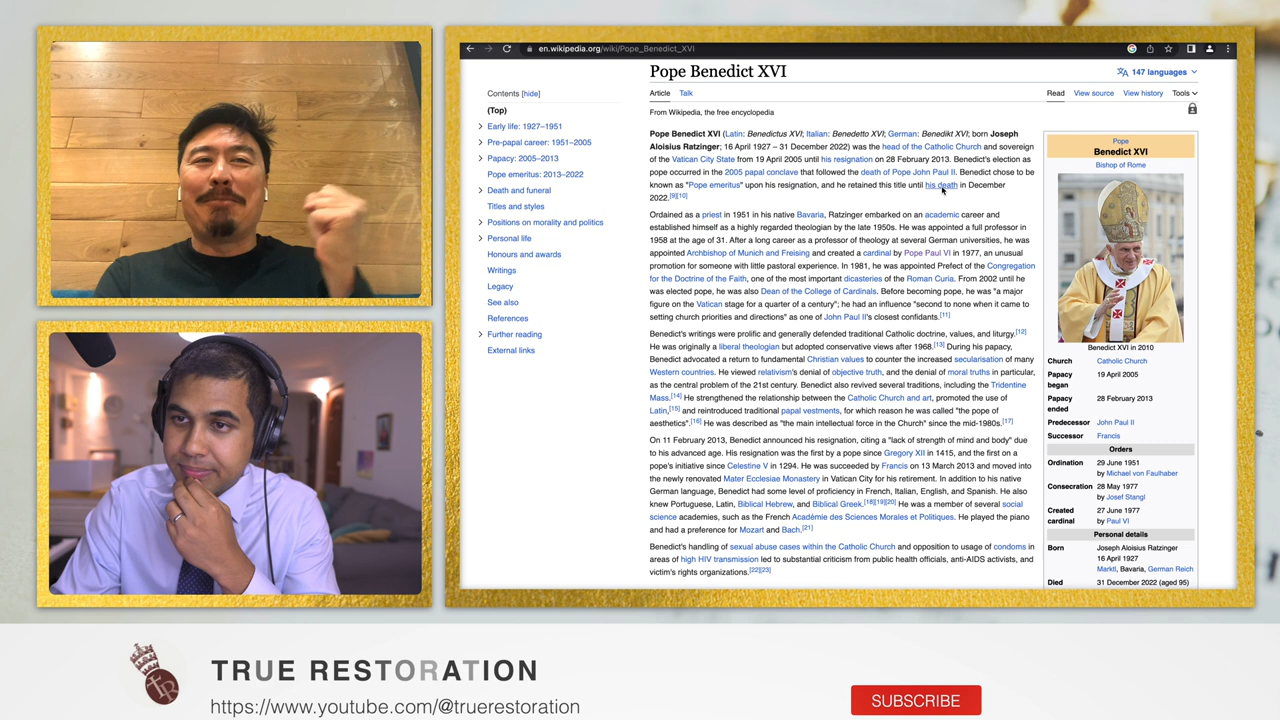 en.wikipedia.org/wiki/Pope_Benedict_XVI
Pope Benedict XVI
147 languages
Article Talk
Read View source View history Tools
From Wikipedia, the free encyclopedia
Contents [hide]
(Top)
Early life: 1927–1951
Pre-papal career: 1951–2005
Papacy: 2005–2013
Pope emeritus: 2013–2022
Death and funeral
Titles and styles
Positions on morality and politics
Personal life
Honours and awards
Writings
Legacy
See also
References
Further reading
External links
Pope Benedict XVI (Latin: Benedictus XVI; Italian: Benedetto XVI; German: Benedikt XVI; born Joseph
Aloisius Ratzinger; 16 April 1927 – 31 December 2022) was the head of the Catholic Church and sovereign
of the Vatican City State from 19 April 2005 until his resignation on 28 February 2013. Benedict's election as
pope occurred in the 2005 papal conclave that followed the death of Pope John Paul II. Benedict chose to be
known as "Pope emeritus" upon his resignation, and he retained this title until his death in December
2022.[9][10]
Ordained as a priest in 1951 in his native Bavaria, Ratzinger embarked on an academic career and
established himself as a highly regarded theologian by the late 1950s. He was appointed a full professor in
1958 at the age of 31. After a long career as a professor of theology at several German universities, he was
appointed Archbishop of Munich and Freising and created a cardinal by Pope Paul VI in 1977, an unusual
promotion for someone with little pastoral experience. In 1981, he was appointed Prefect of the Congregation
for the Doctrine of the Faith, one of the most important dicasteries of the Roman Curia. From 2002 until he
was elected pope, he was also Dean of the College of Cardinals. Before becoming pope, he was "a major
figure on the Vatican stage for a quarter of a century"; he had an influence "second to none when it came to
setting church priorities and directions" as one of John Paul II's closest confidants.[11]
Benedict's writings were prolific and generally defended traditional Catholic doctrine, values, and liturgy.[12]
He was originally a liberal theologian but adopted conservative views after 1968.[13] During his papacy,
Benedict advocated a return to fundamental Christian values to counter the increased secularisation of many
Western countries. He viewed relativism's denial of objective truth, and the denial of moral truths in particular,
as the central problem of the 21st century. Benedict also revived several traditions, including the Tridentine
Mass.[14] He strengthened the relationship between the Catholic Church and art, promoted the use of
Latin,[15] and reintroduced traditional papal vestments, for which reason he was called "the pope of
aesthetics".[16] He was described as "the main intellectual force in the Church" since the mid-1980s.[17]
On 11 February 2013, Benedict announced his resignation, citing a "lack of strength of mind and body" due
to his advanced age. His resignation was the first by a pope since Gregory XII in 1415, and the first on a
pope's initiative since Celestine V in 1294. He was succeeded by Francis on 13 March 2013 and moved into
the newly renovated Mater Ecclesiae Monastery in Vatican City for his retirement. In addition to his native
German language, Benedict had some level of proficiency in French, Italian, English, and Spanish. He also
knew Portuguese, Latin, Biblical Hebrew, and Biblical Greek.[18][19][20] He was a member of several social
science academies, such as the French Académie des Sciences Morales et Politiques. He played the piano
and had a preference for Mozart and Bach.[21]
Benedict's handling of sexual abuse cases within the Catholic Church and opposition to usage of condoms in
areas of high HIV transmission led to substantial criticism from public health officials, anti-AIDS activists, and
victim's rights organizations.[22][23]
Pope
Benedict XVI
Bishop of Rome
Benedict XVI in 2010
Church Catholic Church
Papacy began 19 April 2005
Papacy ended 28 February 2013
Predecessor John Paul II
Successor Francis
Orders
Ordination 29 June 1951
by Michael von Faulhaber
Consecration 28 May 1977
by Josef Stangl
Created cardinal 27 June 1977
by Paul VI
Personal details
Born Joseph Aloisius Ratzinger
16 April 1927
Marktl, Bavaria, German Reich
Died 31 December 2022 (aged 95)
TR
TRUE RESTORATION
https://www.youtube.com/@truerestoration
SUBSCRIBE